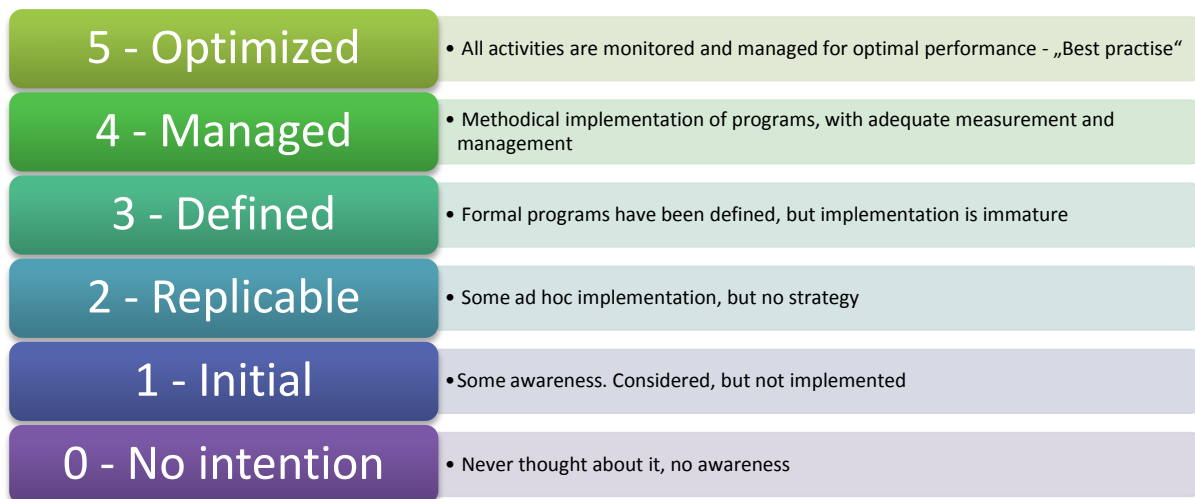 5 - Optimized
• All activities are monitored and managed for optimal performance - „Best practise“
4 - Managed
• Methodical implementation of programs, with adequate measurement and
management
3 - Defined
• Formal programs have been defined, but implementation is immature
2 - Replicable
• Some ad hoc implementation, but no strategy
1 - Initial
•Some awareness. Considered, but not implemented
0 - No intention
• Never thought about it, no awareness